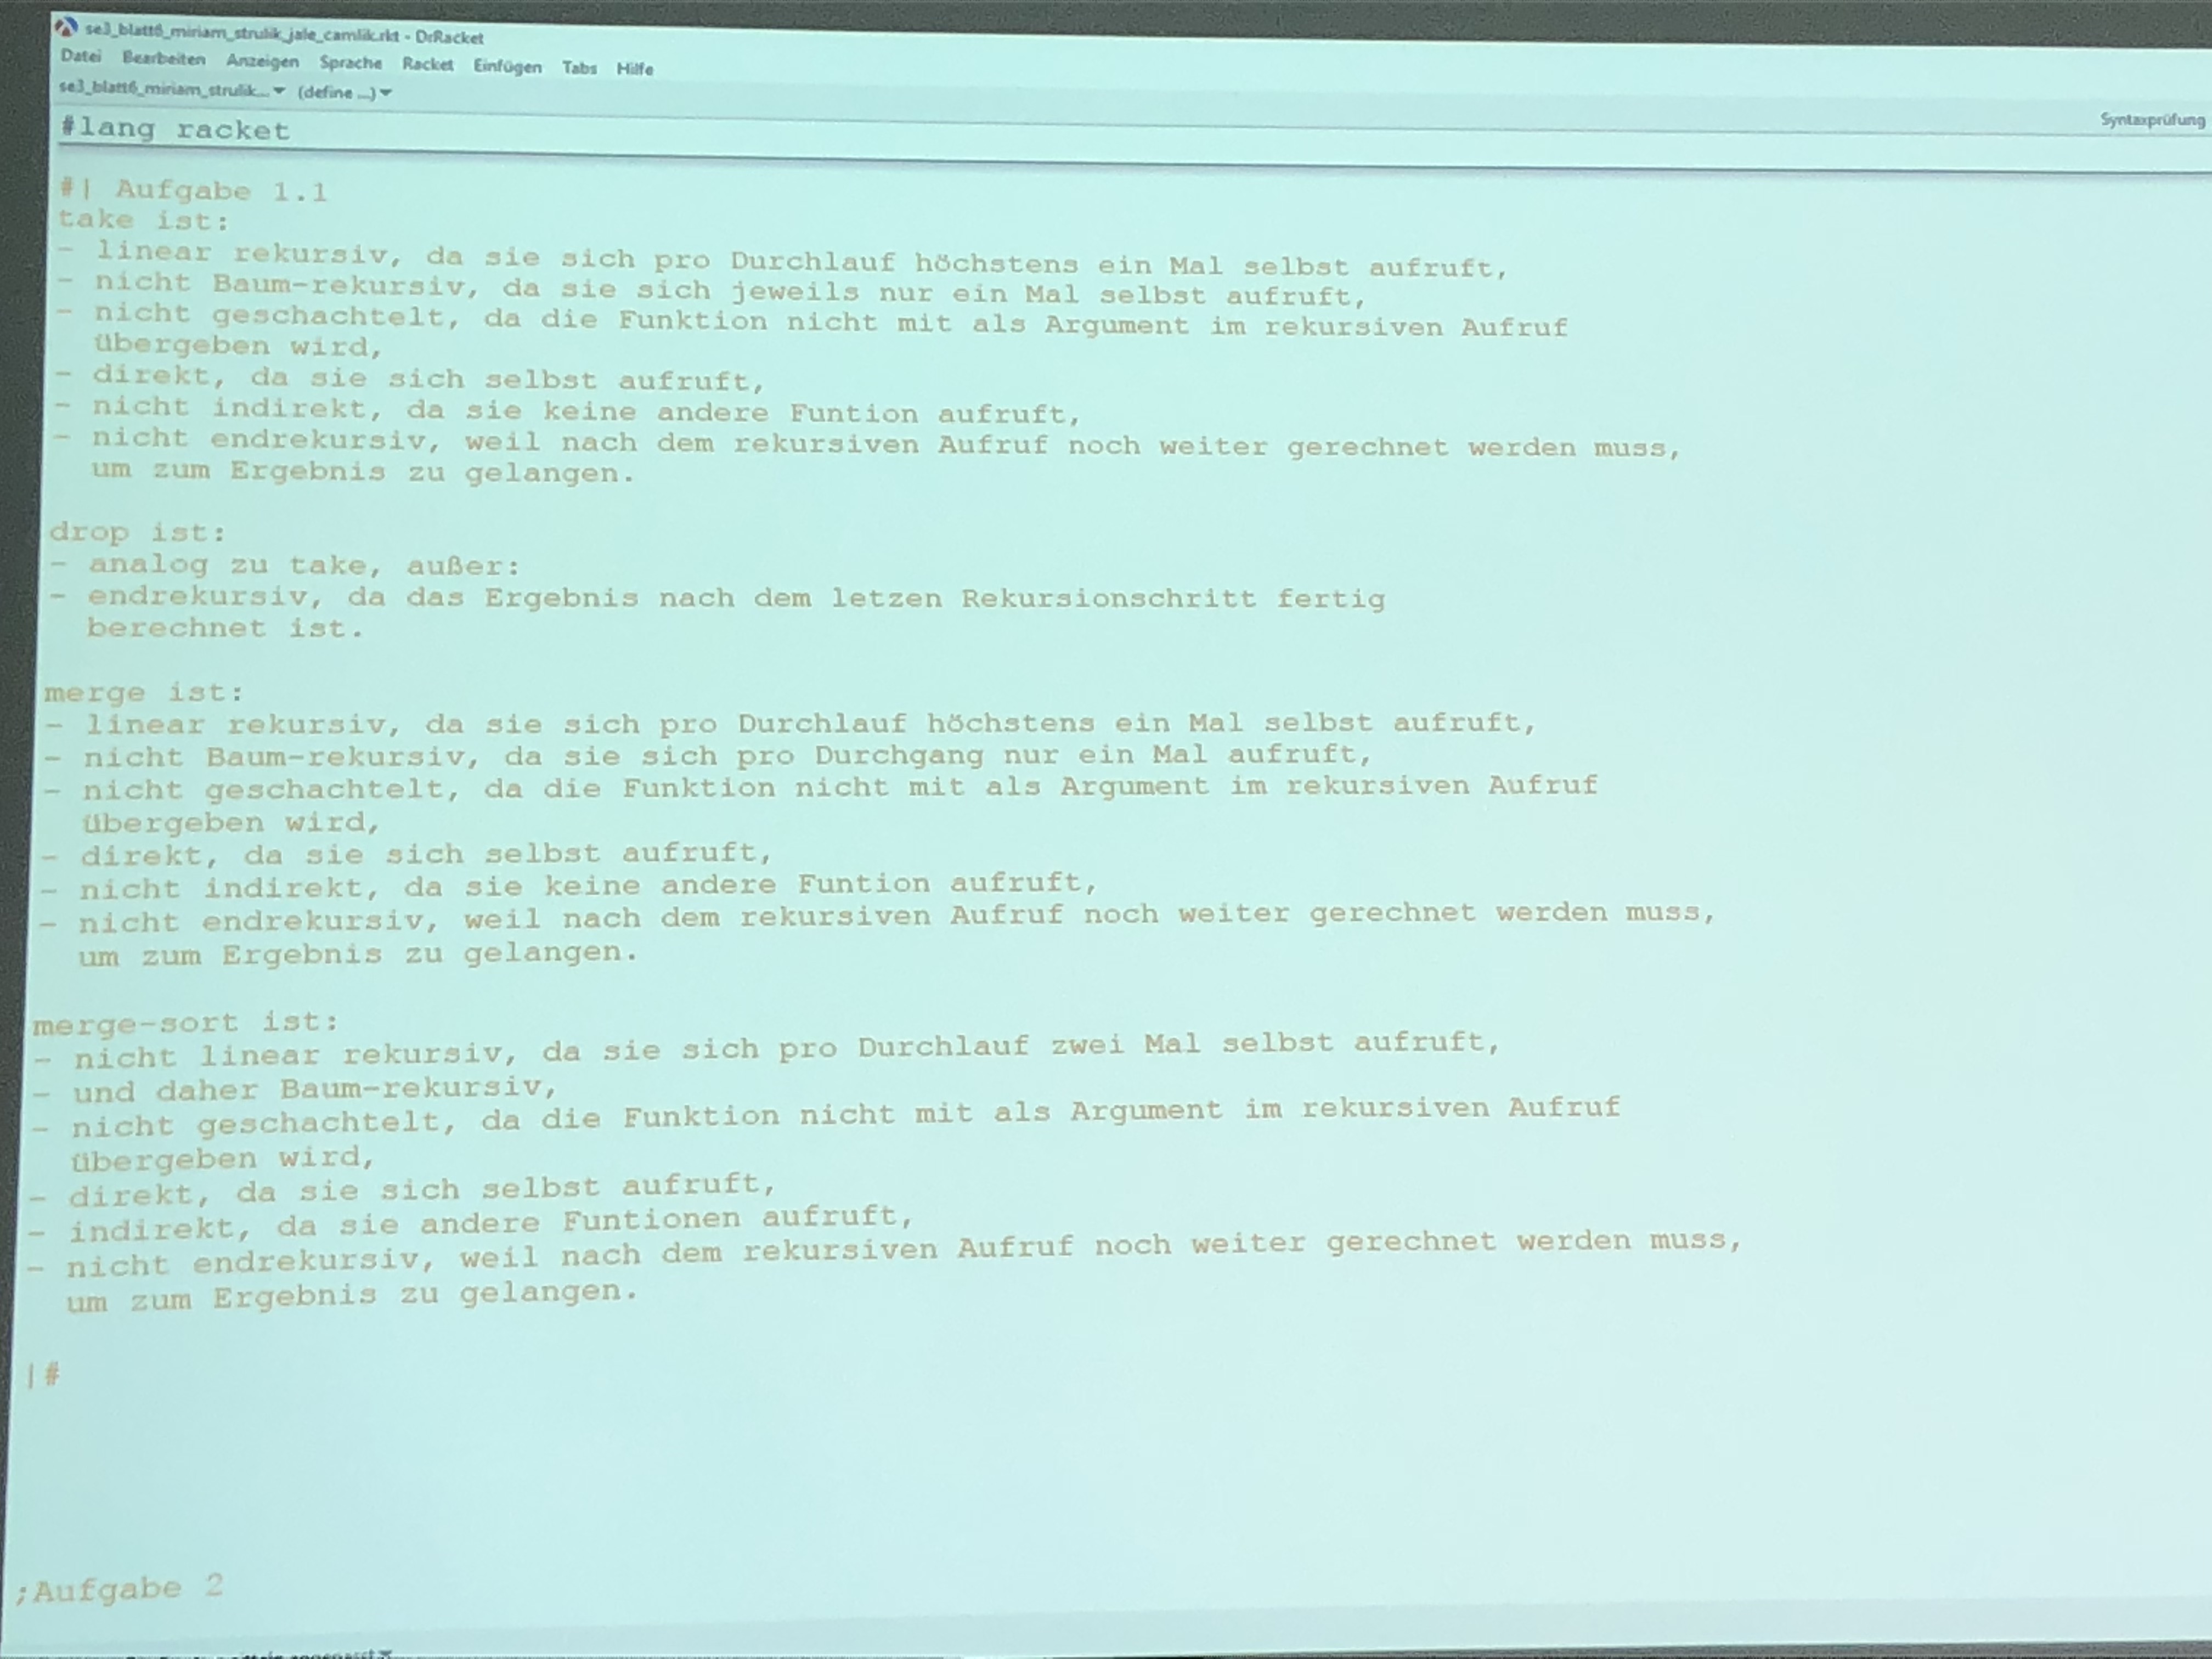 se3_blatt6_miriam_strulik_jale_camlik.rkt - DrRacket
Datei Bearbeiten Anzeigen Sprache Racket Einfügen Tabs Hilfe
se3_blatt6_miriam_strulik... (define ...)
Syntaxprüfung
#lang racket
#| Aufgabe 1.1
take ist:
- linear rekursiv, da sie sich pro Durchlauf höchstens ein Mal selbst aufruft,
- nicht Baum-rekursiv, da sie sich jeweils nur ein Mal selbst aufruft,
- nicht geschachtelt, da die Funktion nicht mit als Argument im rekursiven Aufruf
übergeben wird,
- direkt, da sie sich selbst aufruft,
- nicht indirekt, da sie keine andere Funtion aufruft,
- nicht endrekursiv, weil nach dem rekursiven Aufruf noch weiter gerechnet werden muss,
um zum Ergebnis zu gelangen.
drop ist:
- analog zu take, außer:
- endrekursiv, da das Ergebnis nach dem letzen Rekursionschritt fertig
berechnet ist.
merge ist:
- linear rekursiv, da sie sich pro Durchlauf höchstens ein Mal selbst aufruft,
- nicht Baum-rekursiv, da sie sich pro Durchgang nur ein Mal aufruft,
- nicht geschachtelt, da die Funktion nicht mit als Argument im rekursiven Aufruf
übergeben wird,
- direkt, da sie sich selbst aufruft,
- nicht indirekt, da sie keine andere Funtion aufruft,
- nicht endrekursiv, weil nach dem rekursiven Aufruf noch weiter gerechnet werden muss,
um zum Ergebnis zu gelangen.
merge-sort ist:
- nicht linear rekursiv, da sie sich pro Durchlauf zwei Mal selbst aufruft,
- und daher Baum-rekursiv,
- nicht geschachtelt, da die Funktion nicht mit als Argument im rekursiven Aufruf
übergeben wird,
- direkt, da sie sich selbst aufruft,
- indirekt, da sie andere Funtionen aufruft,
- nicht endrekursiv, weil nach dem rekursiven Aufruf noch weiter gerechnet werden muss,
um zum Ergebnis zu gelangen.
|#
;Aufgabe 2